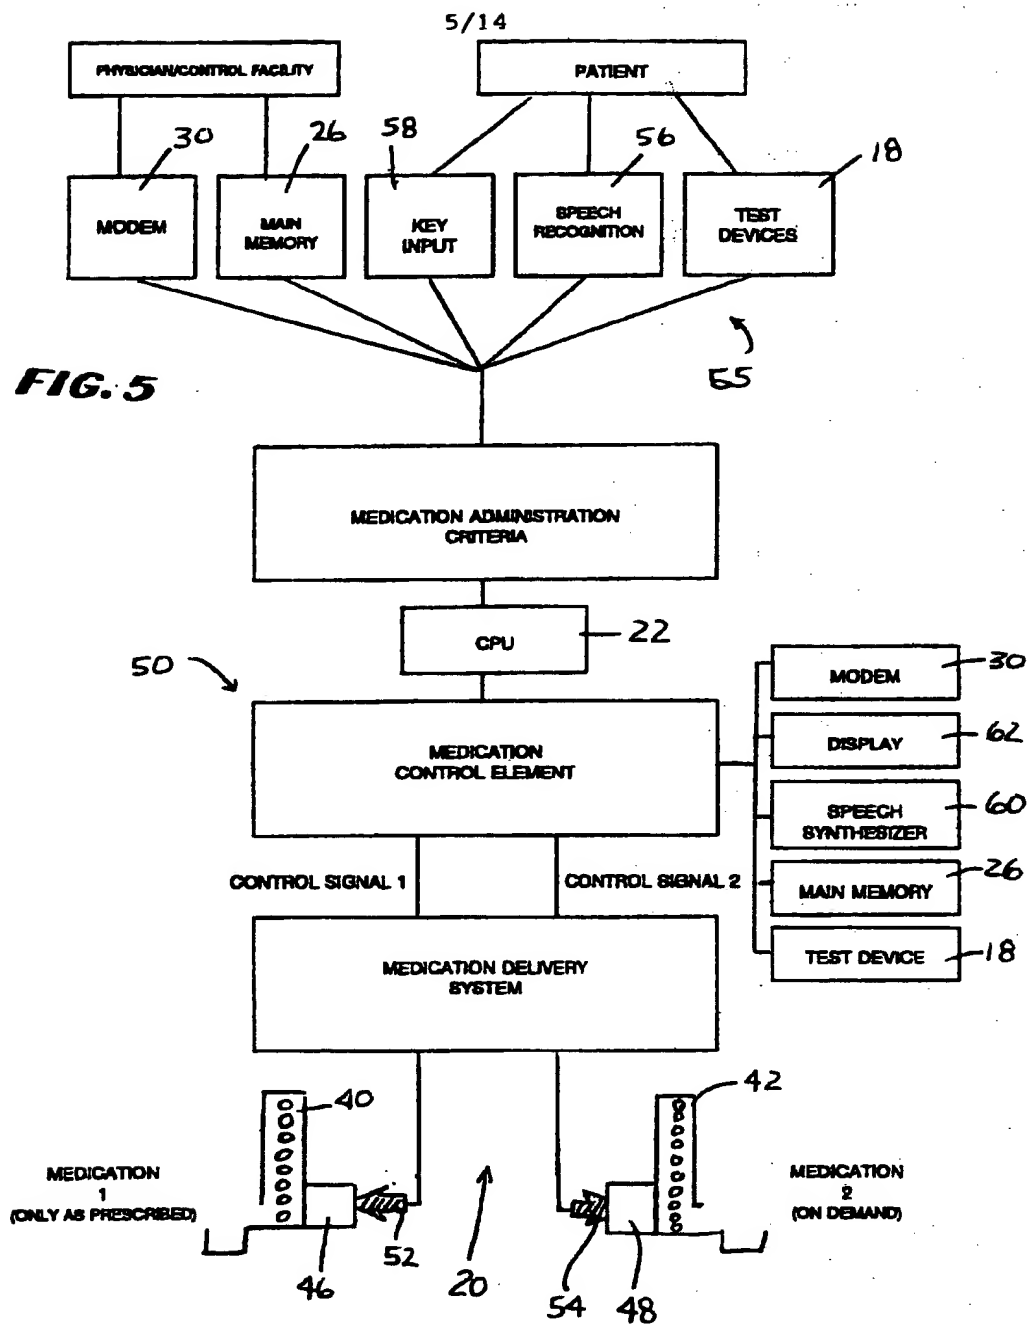 5/14
PHYSICIAN/CONTROL FACILITY
PATIENT
30
26
58
56
18
MODEM
MAIN
MEMORY
KEY
INPUT
SPEECH
RECOGNITION
TEST
DEVICES
55
FIG. 5
MEDICATION ADMINISTRATION
CRITERIA
CPU
22
50
MEDICATION
CONTROL ELEMENT
MODEM
30
DISPLAY
62
SPEECH
SYNTHESIZER
60
MAIN MEMORY
26
TEST DEVICE
18
CONTROL SIGNAL 1
CONTROL SIGNAL 2
MEDICATION DELIVERY
SYSTEM
40
42
MEDICATION
1
(ONLY AS PRESCRIBED)
MEDICATION
2
(ON DEMAND)
46
52
20
54
48